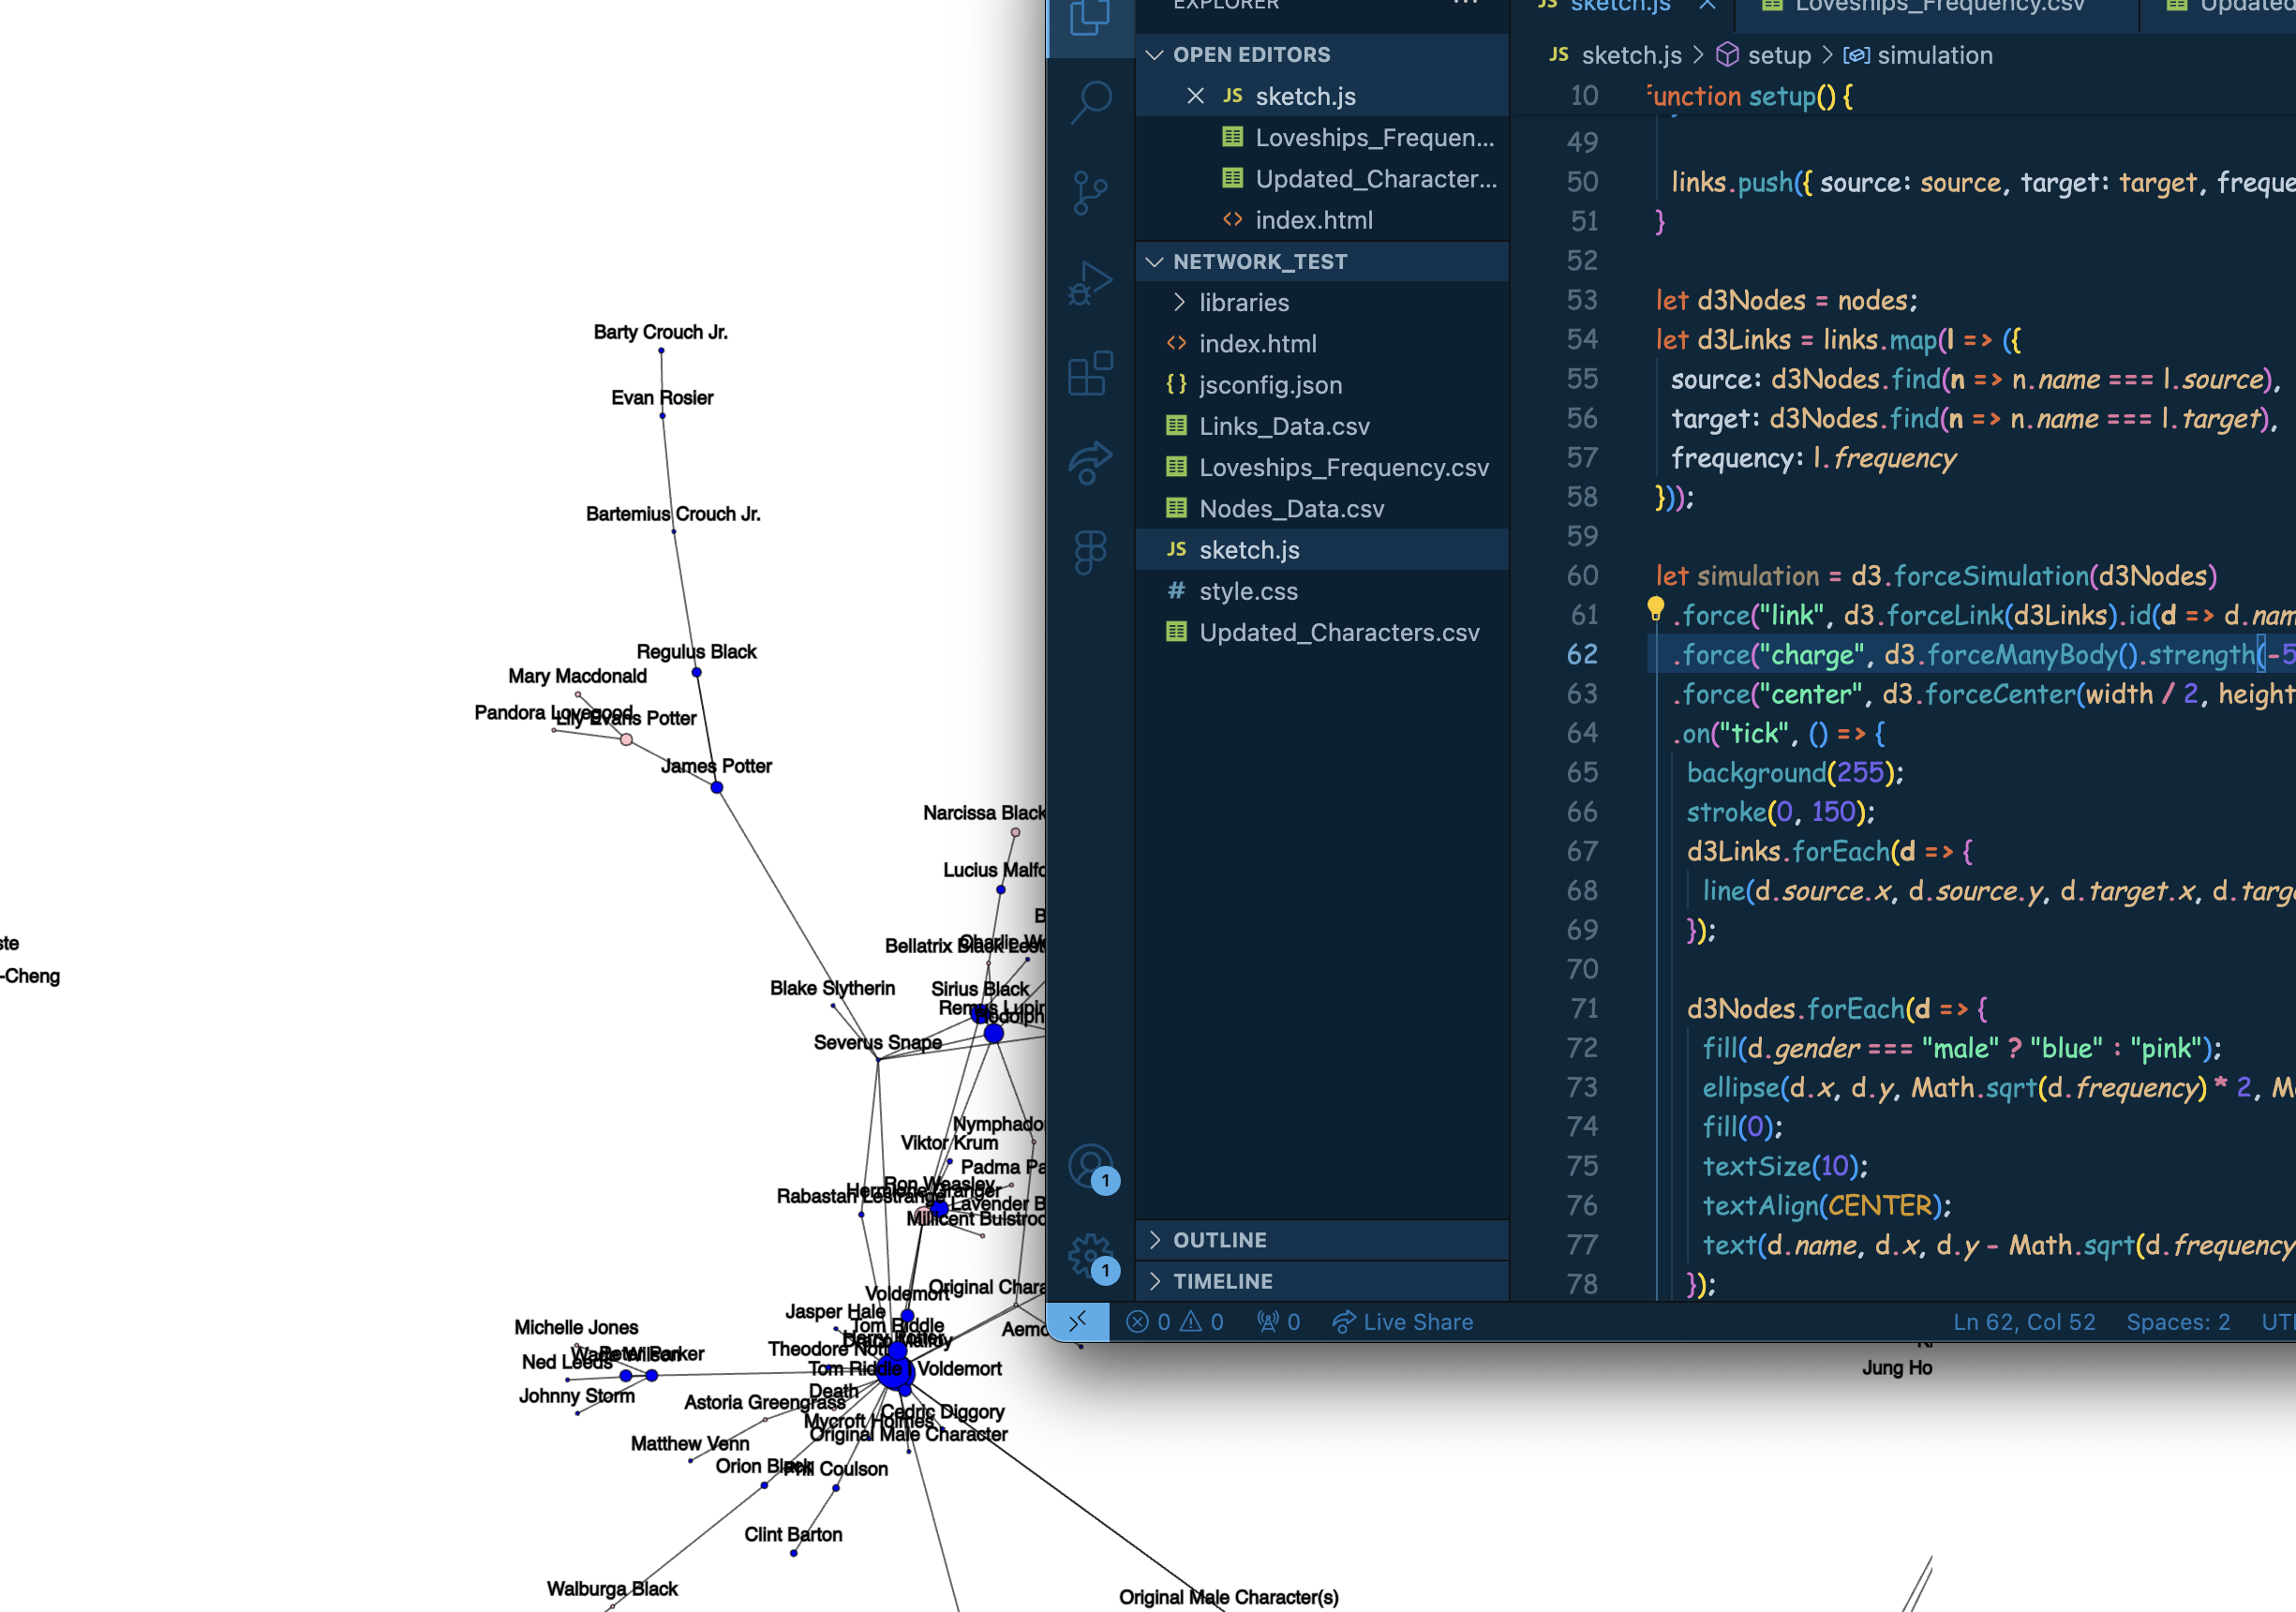 EXPLORER
sketch.js
Loveships_Frequency.csv
Updated
JS sketch.js > setup > simulation
OPEN EDITORS
JS sketch.js
Loveships_Frequen...
Updated_Character...
<> index.html
NETWORK_TEST
libraries
<> index.html
{} jsconfig.json
Links_Data.csv
Loveships_Frequency.csv
Nodes_Data.csv
JS sketch.js
# style.css
Updated_Characters.csv
OUTLINE
TIMELINE
1
1
10 function setup() {
49
50 links.push({ source: source, target: target, freque
51 }
52
53 let d3Nodes = nodes;
54 let d3Links = links.map(l => ({
55 source: d3Nodes.find(n => n.name === l.source),
56 target: d3Nodes.find(n => n.name === l.target),
57 frequency: l.frequency
58 }));
59
60 let simulation = d3.forceSimulation(d3Nodes)
61 .force("link", d3.forceLink(d3Links).id(d => d.nam
62 .force("charge", d3.forceManyBody().strength(-5
63 .force("center", d3.forceCenter(width / 2, height
64 .on("tick", () => {
65 background(255);
66 stroke(0, 150);
67 d3Links.forEach(d => {
68 line(d.source.x, d.source.y, d.target.x, d.targe
69 });
70
71 d3Nodes.forEach(d => {
72 fill(d.gender === "male" ? "blue" : "pink");
73 ellipse(d.x, d.y, Math.sqrt(d.frequency) * 2, Ma
74 fill(0);
75 textSize(10);
76 textAlign(CENTER);
77 text(d.name, d.x, d.y - Math.sqrt(d.frequency
78 });
0 0 0 Live Share
Ln 62, Col 52 Spaces: 2 UTF
Barty Crouch Jr.
Evan Rosier
Bartemius Crouch Jr.
Regulus Black
Mary Macdonald
Pandora Lovegood
Lily Evans Potter
James Potter
Narcissa Black
Lucius Malfo
ste
-Cheng
Bellatrix Black Lest
Charlie We
Blake Slytherin
Sirius Black
Remus Lupin
Rodolph
Severus Snape
Nymphador
Viktor Krum
Padma Pa
Ron Weasley
Hermione Granger
Rabastan Lestrange
Lavender B
Millicent Bulstrod
Original Chara
Voldemort
Jasper Hale
Tom Riddle
Harry Potter
Draco Malfoy
Aemo
Michelle Jones
Theodore Nott
Wade Wilson
Peter Parker
Ned Leeds
Tom Riddle | Voldemort
Jung Ho
Johnny Storm
Death
Astoria Greengrass
Cedric Diggory
Mycroft Holmes
Original Male Character
Matthew Venn
Orion Black
Phil Coulson
Clint Barton
Walburga Black
Original Male Character(s)